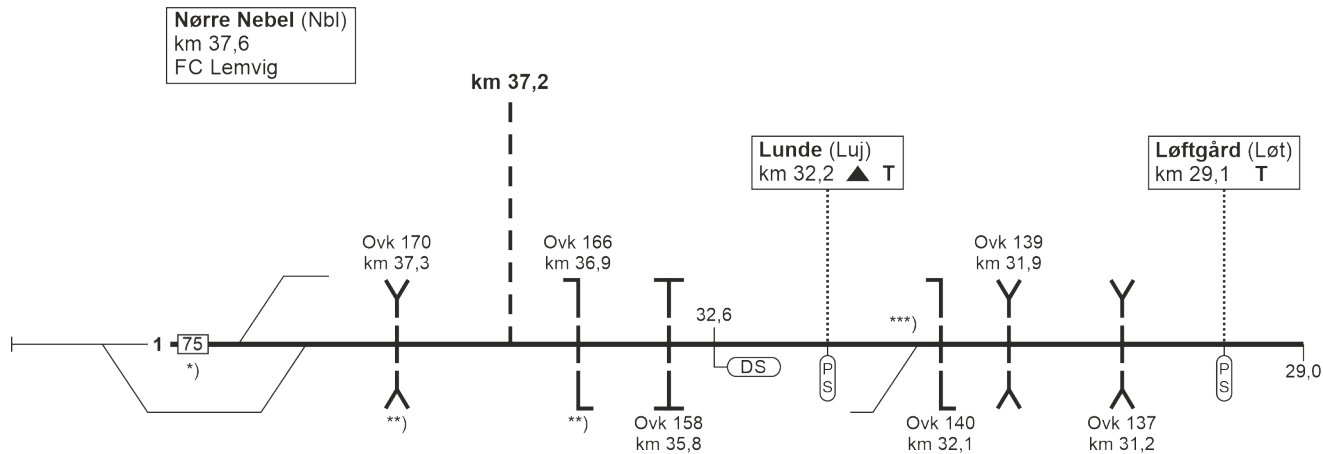 Nørre Nebel (Nbl)
km 37,6
FC Lemvig
km 37,2
Lunde (Luj)
km 32,2 ▲ T
Løftgård (Løt)
km 29,1 T
Ovk 170
km 37,3
Ovk 166
km 36,9
Ovk 139
km 31,9
32,6
***)
1 75
*)
DS
PS
PS
29,0
**)
**)
Ovk 158
km 35,8
Ovk 140
km 32,1
Ovk 137
km 31,2